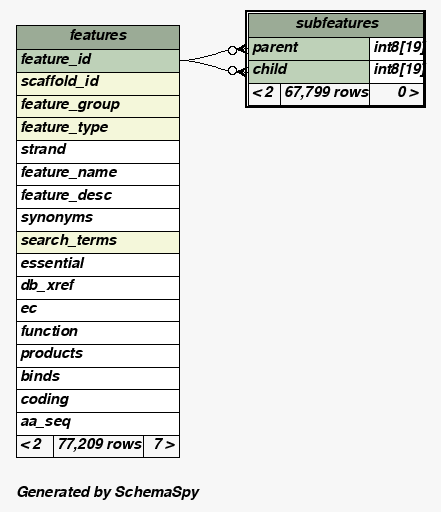 features
feature_id
scaffold_id
feature_group
feature_type
strand
feature_name
feature_desc
synonyms
search_terms
essential
db_xref
ec
function
products
binds
coding
aa_seq
< 2 77,209 rows 7 >
subfeatures
parent int8[19]
child int8[19]
< 2 67,799 rows 0 >
Generated by SchemaSpy